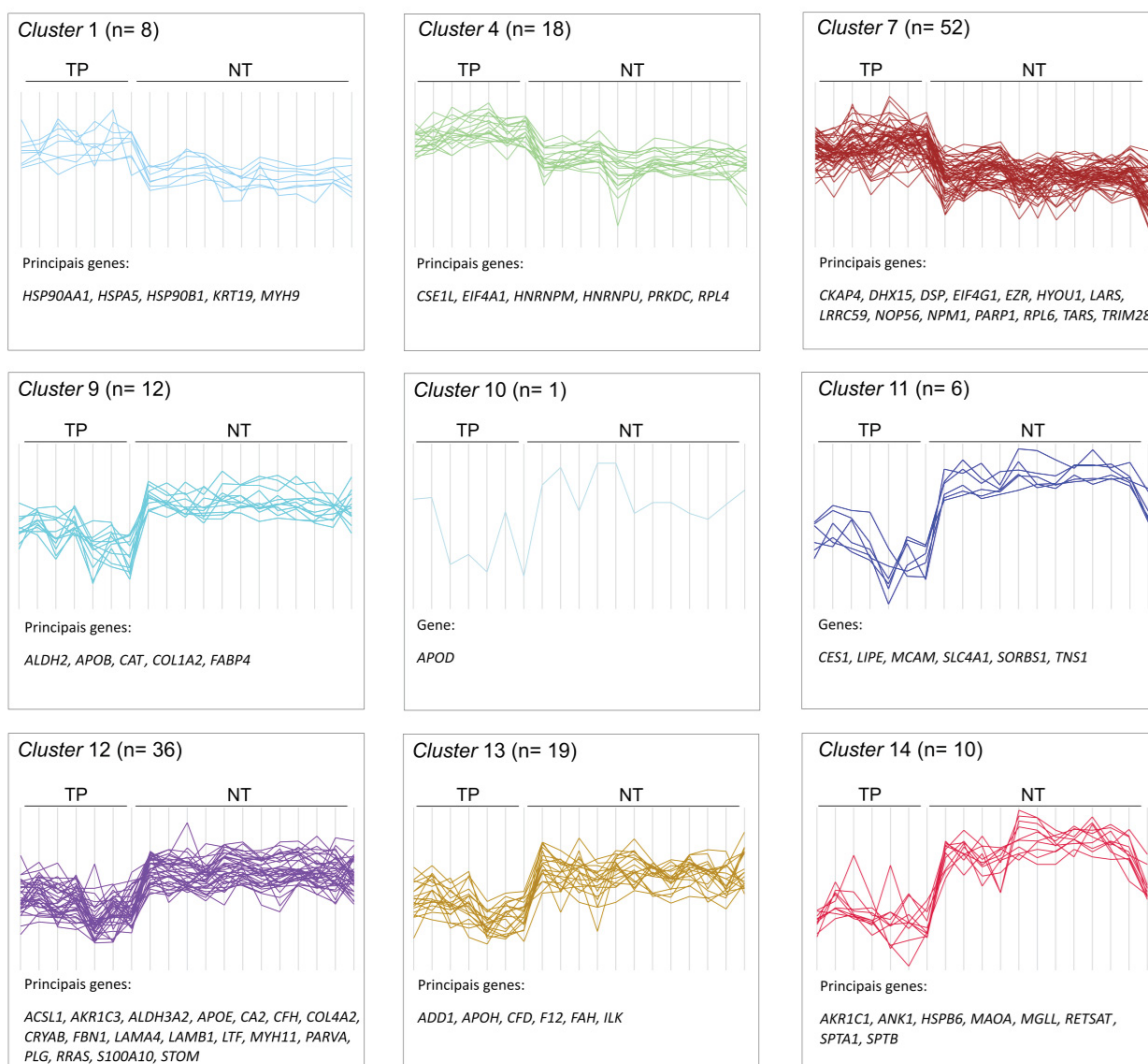 Cluster 1 (n= 8)
TP NT
Principais genes:
HSP90AA1, HSPA5, HSP90B1, KRT19, MYH9
Cluster 4 (n= 18)
TP NT
Principais genes:
CSE1L, EIF4A1, HNRNPM, HNRNPU, PRKDC, RPL4
Cluster 7 (n= 52)
TP NT
Principais genes:
CKAP4, DHX15, DSP, EIF4G1, EZR, HYOU1, LARS,
LRRC59, NOP56, NPM1, PARP1, RPL6, TARS, TRIM28
Cluster 9 (n= 12)
TP NT
Principais genes:
ALDH2, APOB, CAT, COL1A2, FABP4
Cluster 10 (n= 1)
TP NT
Gene:
APOD
Cluster 11 (n= 6)
TP NT
Genes:
CES1, LIPE, MCAM, SLC4A1, SORBS1, TNS1
Cluster 12 (n= 36)
TP NT
Principais genes:
ACSL1, AKR1C3, ALDH3A2, APOE, CA2, CFH, COL4A2,
CRYAB, FBN1, LAMA4, LAMB1, LTF, MYH11, PARVA,
PLG, RRAS, S100A10, STOM
Cluster 13 (n= 19)
TP NT
Principais genes:
ADD1, APOH, CFD, F12, FAH, ILK
Cluster 14 (n= 10)
TP NT
Principais genes:
AKR1C1, ANK1, HSPB6, MAOA, MGLL, RETSAT,
SPTA1, SPTB